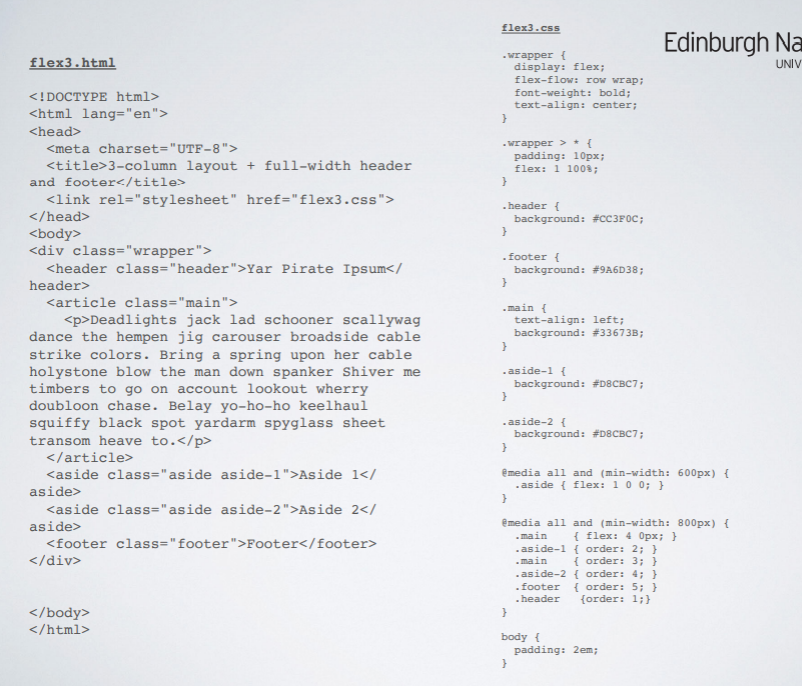 flex3.html
<!DOCTYPE html>
<html lang="en">
<head>
  <meta charset="UTF-8">
  <title>3-column layout + full-width header
and footer</title>
  <link rel="stylesheet" href="flex3.css">
</head>
<body>
<div class="wrapper">
  <header class="header">Yar Pirate Ipsum</
header>
  <article class="main">
    <p>Deadlights jack lad schooner scallywag
dance the hempen jig carouser broadside cable
strike colors. Bring a spring upon her cable
holystone blow the man down spanker Shiver me
timbers to go on account lookout wherry
doubloon chase. Belay yo-ho-ho keelhaul
squiffy black spot yardarm spyglass sheet
transom heave to.</p>
  </article>
  <aside class="aside aside-1">Aside 1</
aside>
  <aside class="aside aside-2">Aside 2</
aside>
  <footer class="footer">Footer</footer>
</div>
</body>
</html>
flex3.css
.wrapper {
  display: flex;
  flex-flow: row wrap;
  font-weight: bold;
  text-align: center;
}
.wrapper > * {
  padding: 10px;
  flex: 1 100%;
}
.header {
  background: #CC3F0C;
}
.footer {
  background: #9A6D38;
}
.main {
  text-align: left;
  background: #33673B;
}
.aside-1 {
  background: #D8CBC7;
}
.aside-2 {
  background: #D8CBC7;
}
@media all and (min-width: 600px) {
  .aside { flex: 1 0 0; }
}
@media all and (min-width: 800px) {
  .main    { flex: 4 0px; }
  .aside-1 { order: 2; }
  .main    { order: 3; }
  .aside-2 { order: 4; }
  .footer  { order: 5; }
  .header   {order: 1;}
}
body {
  padding: 2em;
}
Edinburgh Na
UNIV